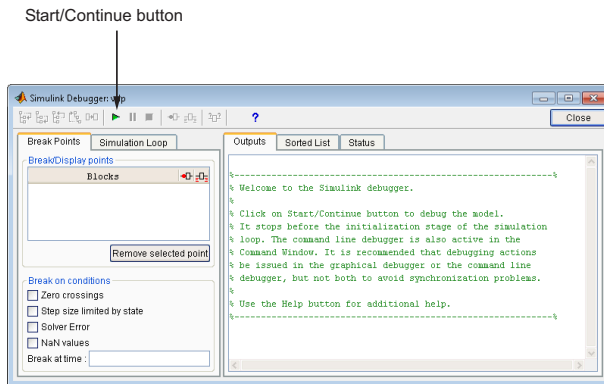 Start/Continue button
Simulink Debugger: vdp
?
Close
Break Points Simulation Loop
Break/Display points
Blocks
Remove selected point
Break on conditions
Zero crossings
Step size limited by state
Solver Error
NaN values
Break at time :
Outputs Sorted List Status
%----------------------------------------------------------%
% Welcome to the Simulink debugger.
%
% Click on Start/Continue button to debug the model.
% It stops before the initialization stage of the simulation
% loop. The command line debugger is also active in the
% Command Window. It is recommended that debugging actions
% be issued in the graphical debugger or the command line
% debugger, but not both to avoid synchronization problems.
%
% Use the Help button for additional help.
%----------------------------------------------------------%